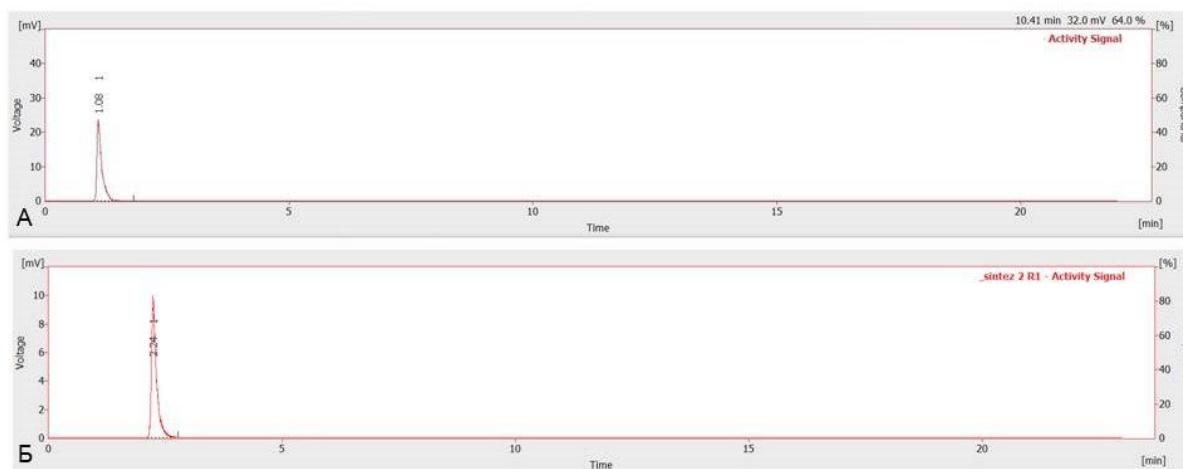 [mV]
10.41 min 32.0 mV 64.0 %
[%]
Activity Signal
40
30
20
10
0
Voltage
1.08 1
80
60
40
20
0
А
0
5
10
15
20
Time
[min]
[mV]
[%]
_sintez 2 R1 - Activity Signal
10
8
6
4
2
0
Voltage
2.24 1
80
60
40
20
0
Б
0
5
10
15
20
Time
[min]